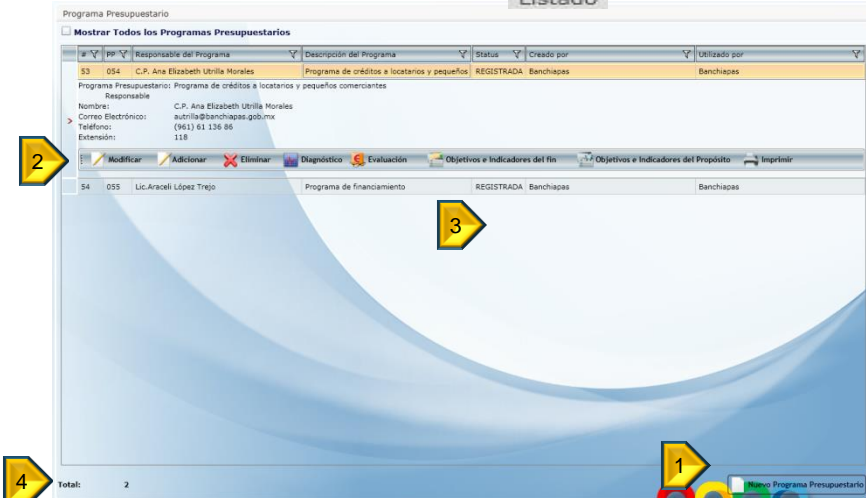 Listado
Programa Presupuestario
Mostrar Todos los Programas Presupuestarios
# PP Responsable del Programa Descripción del Programa Status Creado por Utilizado por
53 054 C.P. Ana Elizabeth Utrilla Morales Programa de créditos a locatarios y pequeños REGISTRADA Banchiapas Banchiapas
Programa Presupuestario: Programa de créditos a locatarios y pequeños comerciantes
Responsable
Nombre: C.P. Ana Elizabeth Utrilla Morales
Correo Electrónico: autrilla@banchiapas.gob.mx
Teléfono: (961) 61 136 86
Extensión: 118
2
Modificar Adicionar Eliminar Diagnóstico Evaluación Objetivos e Indicadores del fin Objetivos e Indicadores del Propósito Imprimir
54 055 Lic.Araceli López Trejo Programa de financiamiento REGISTRADA Banchiapas Banchiapas
3
1
4
Total: 2
Nuevo Programa Presupuestario